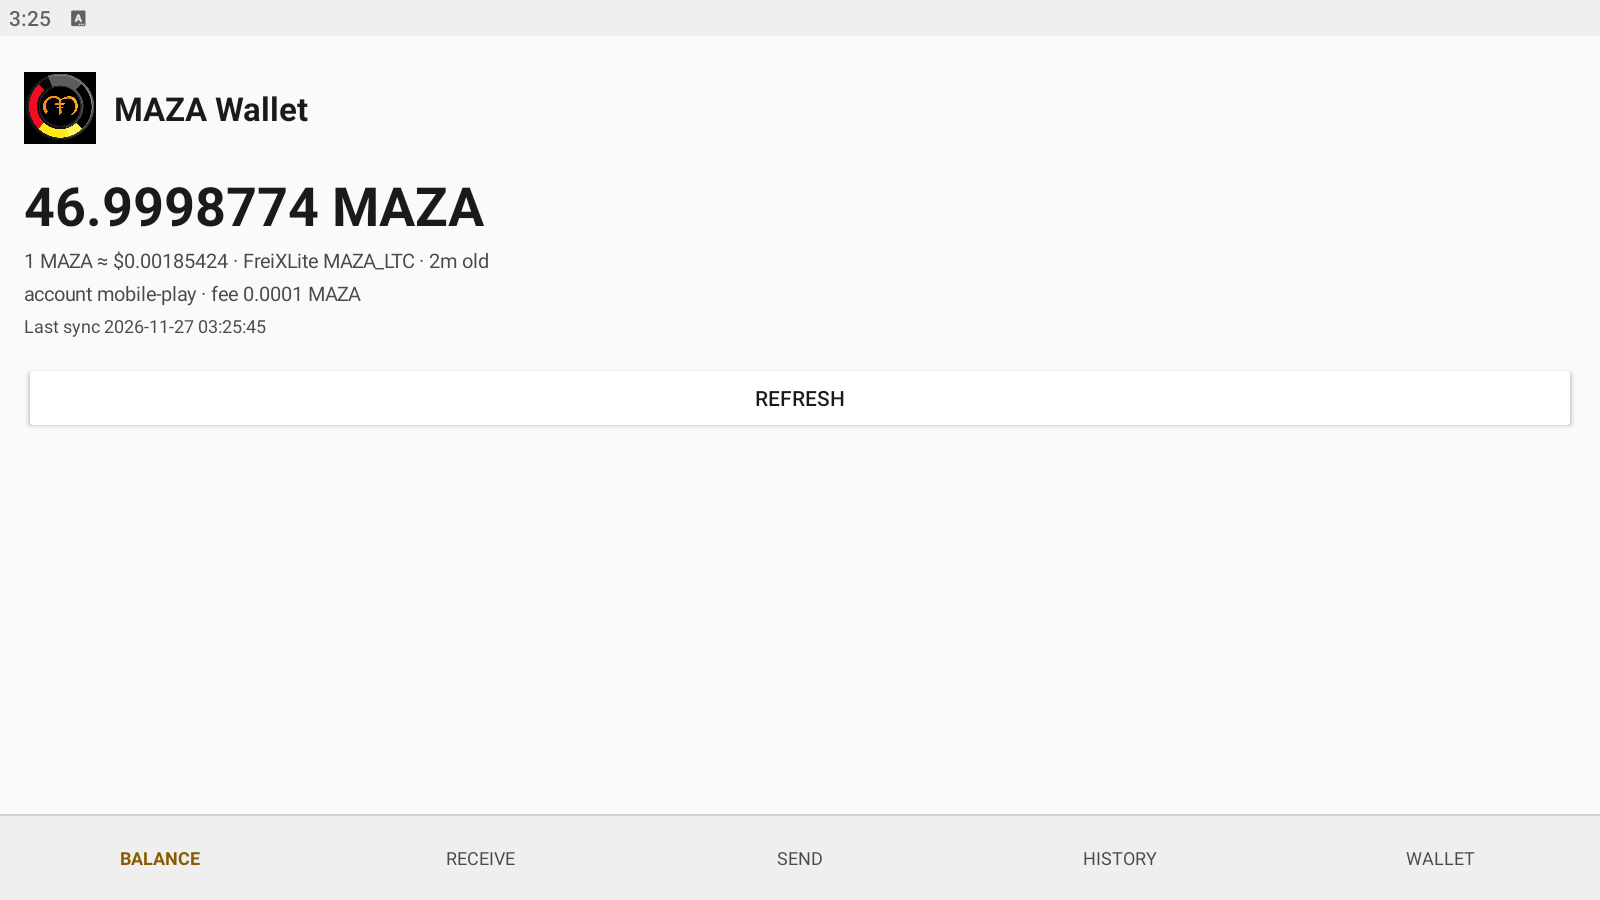 3:25
MAZA Wallet
46.9998774 MAZA
1 MAZA ≈ $0.00185424 · FreiXLite MAZA_LTC · 2m old
account mobile-play · fee 0.0001 MAZA
Last sync 2026-11-27 03:25:45
REFRESH
BALANCE RECEIVE SEND HISTORY WALLET